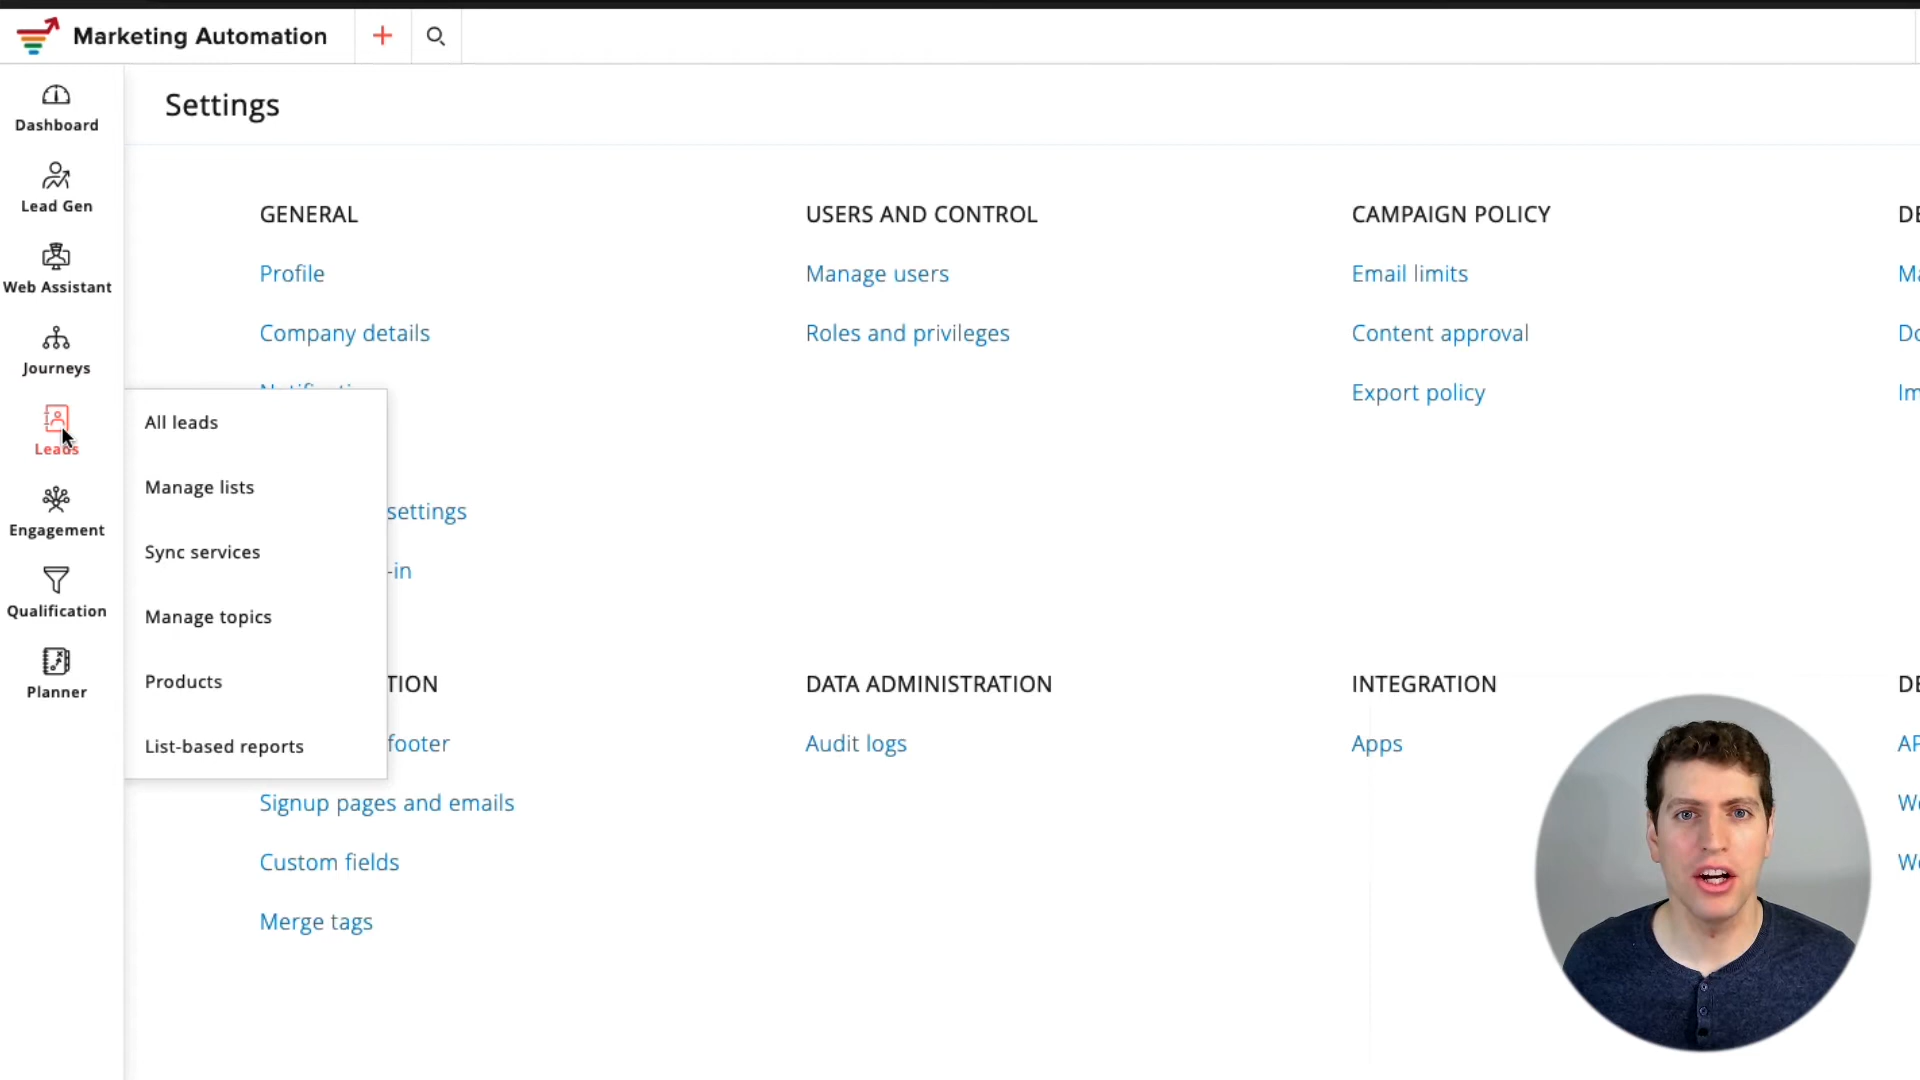 Marketing Automation
Settings
Dashboard
Lead Gen
Web Assistant
Journeys
Leads
Engagement
Qualification
Planner
All leads
Manage lists
Sync services
Manage topics
Products
List-based reports
GENERAL
Profile
Company details
settings
-in
TION
footer
Signup pages and emails
Custom fields
Merge tags
USERS AND CONTROL
Manage users
Roles and privileges
DATA ADMINISTRATION
Audit logs
CAMPAIGN POLICY
Email limits
Content approval
Export policy
INTEGRATION
Apps